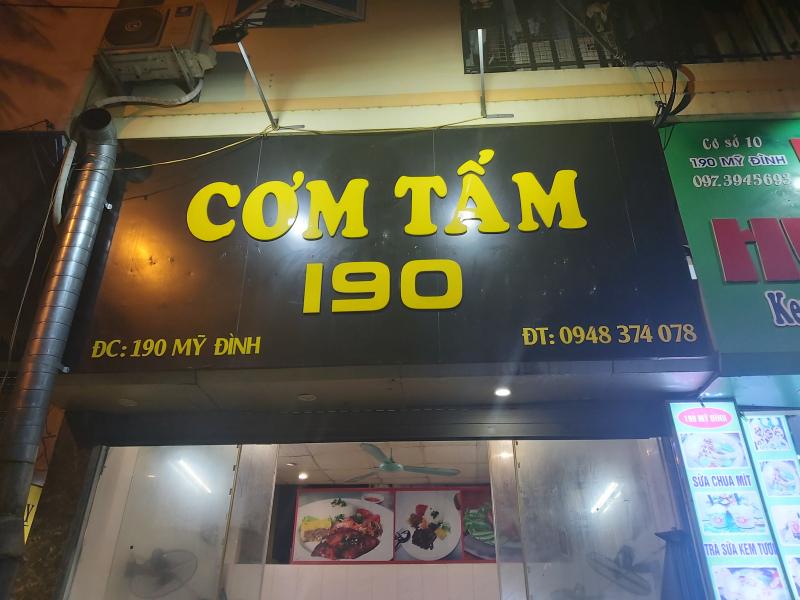 CƠM TẤM
190
ĐC: 190 MỸ ĐÌNH
ĐT: 0948 374 078
Cơ sở 10
190 MỸ ĐÌNH
097.3945693
190 MỸ ĐÌNH
SỮA CHUA MÍT
TRÀ SỮA KEM TƯƠI